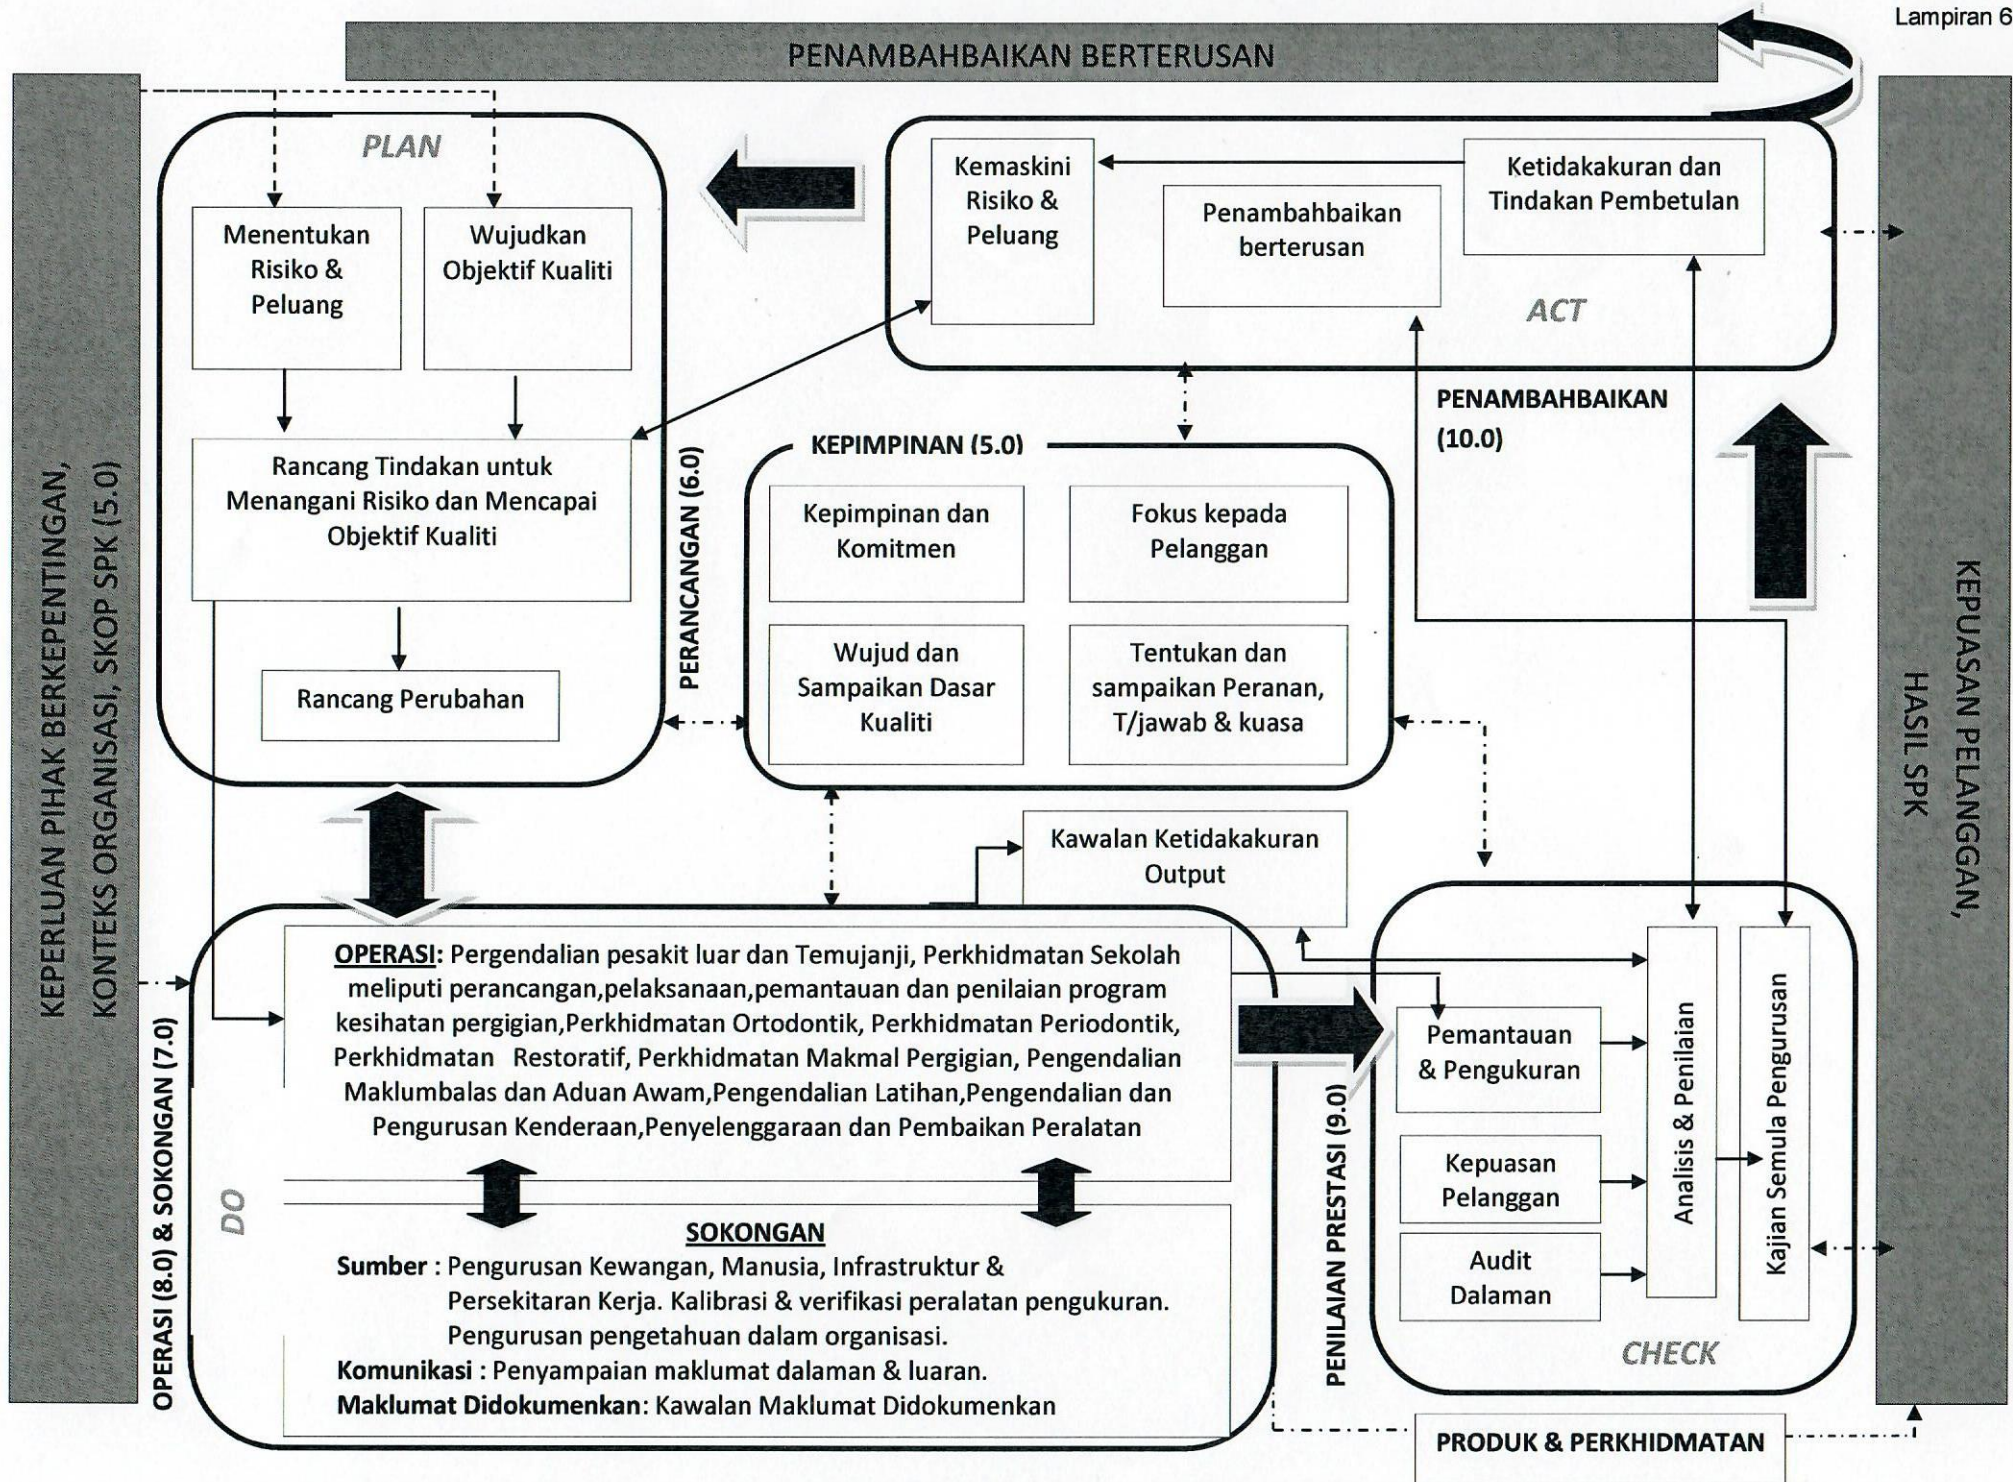 Lampiran 6
PENAMBAHBAIKAN BERTERUSAN
KEPERLUAN PIHAK BERKEPENTINGAN,
KONTEKS ORGANISASI, SKOP SPK (5.0)
PLAN
Menentukan
Risiko &
Peluang
Wujudkan
Objektif Kualiti
Rancang Tindakan untuk
Menangani Risiko dan Mencapai
Objektif Kualiti
Rancang Perubahan
PERANCANGAN (6.0)
Kemaskini
Risiko &
Peluang
Penambahbaikan
berterusan
Ketidakakuran dan
Tindakan Pembetulan
ACT
PENAMBAHBAIKAN
(10.0)
KEPIMPINAN (5.0)
Kepimpinan dan
Komitmen
Fokus kepada
Pelanggan
Wujud dan
Sampaikan Dasar
Kualiti
Tentukan dan
sampaikan Peranan,
T/jawab & kuasa
Kawalan Ketidakakuran
Output
OPERASI (8.0) & SOKONGAN (7.0)
DO
OPERASI: Pergendalian pesakit luar dan Temujanji, Perkhidmatan Sekolah
meliputi perancangan,pelaksanaan,pemantauan dan penilaian program
kesihatan pergigian,Perkhidmatan Ortodontik, Perkhidmatan Periodontik,
Perkhidmatan Restoratif, Perkhidmatan Makmal Pergigian, Pengendalian
Maklumbalas dan Aduan Awam,Pengendalian Latihan,Pengendalian dan
Pengurusan Kenderaan,Penyelenggaraan dan Pembaikan Peralatan
SOKONGAN
Sumber : Pengurusan Kewangan, Manusia, Infrastruktur &
Persekitaran Kerja. Kalibrasi & verifikasi peralatan pengukuran.
Pengurusan pengetahuan dalam organisasi.
Komunikasi : Penyampaian maklumat dalaman & luaran.
Maklumat Didokumenkan: Kawalan Maklumat Didokumenkan
PENILAIAN PRESTASI (9.0)
Pemantauan
& Pengukuran
Kepuasan
Pelanggan
Audit
Dalaman
Analisis & Penilaian
Kajian Semula Pengurusan
CHECK
PRODUK & PERKHIDMATAN
KEPUASAN PELANGGAN,
HASIL SPK